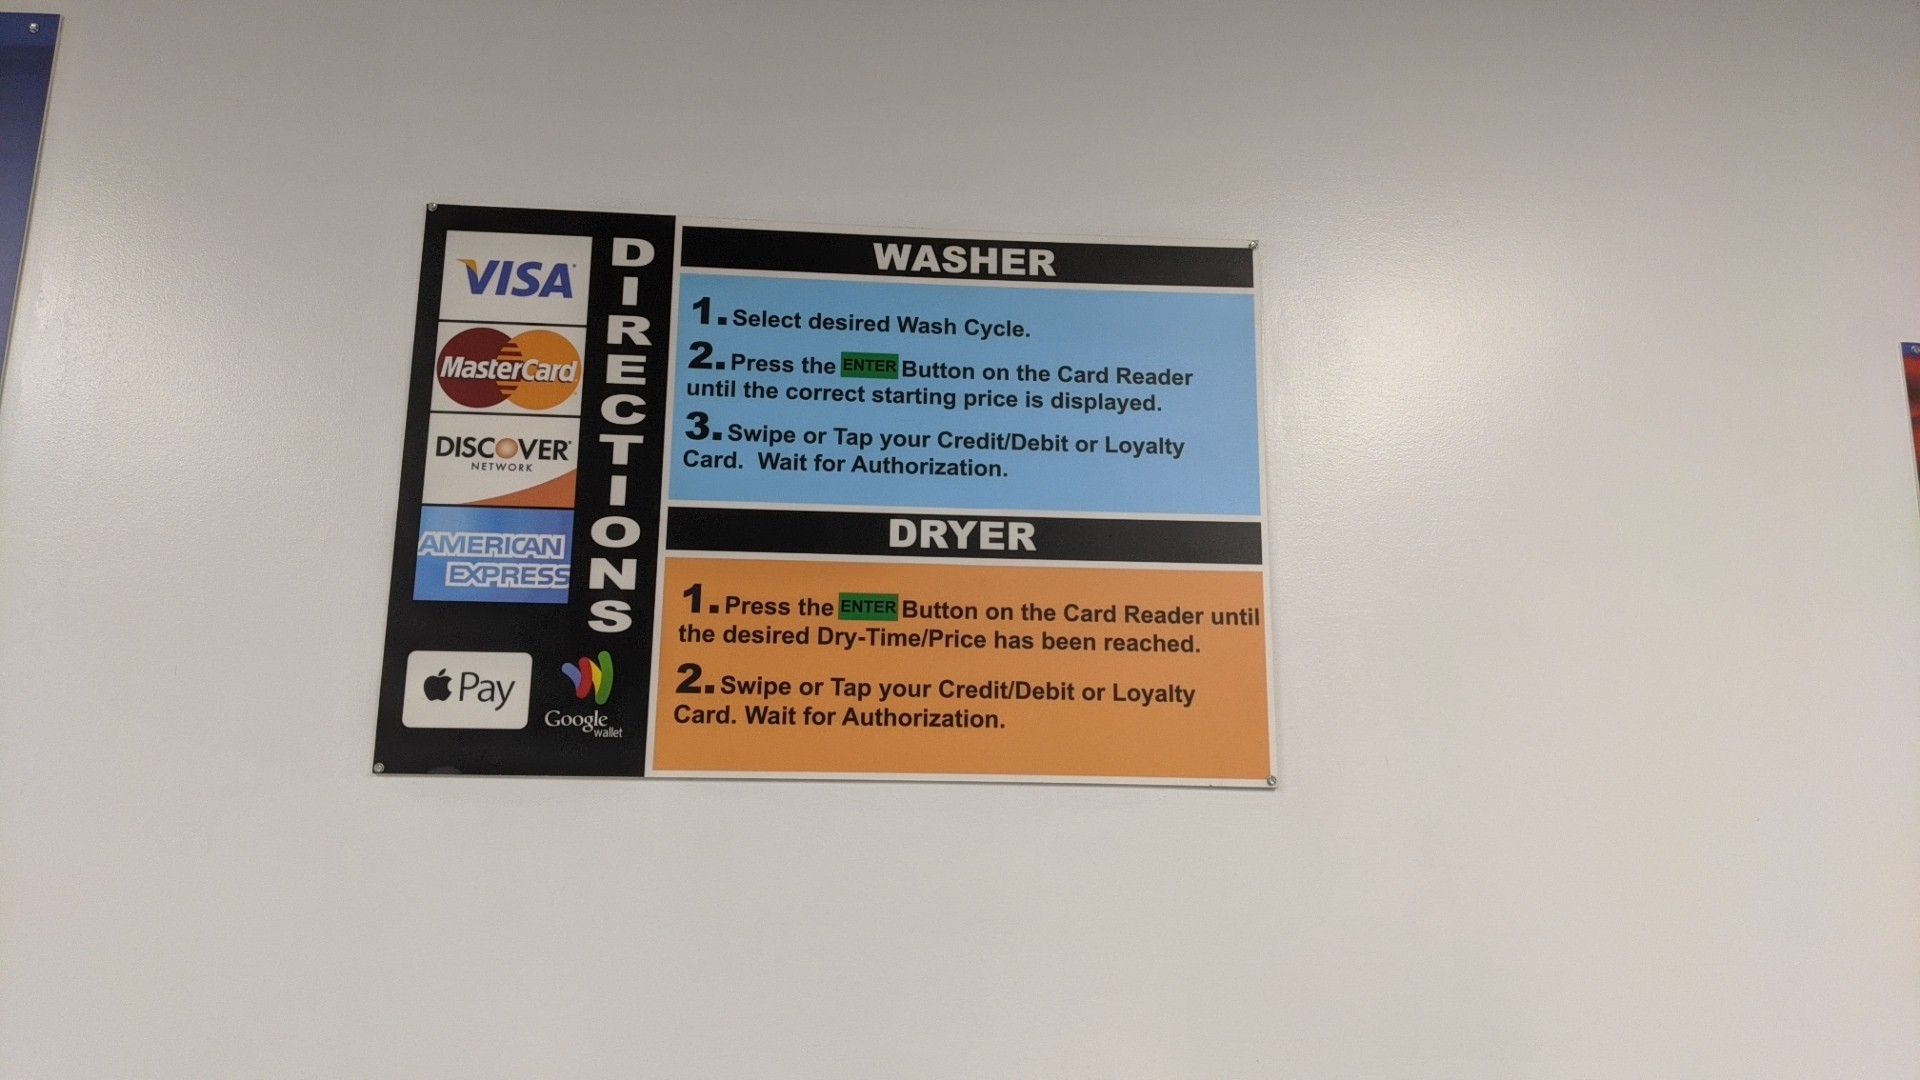 VISA
MasterCard
DISCOVER
NETWORK
AMERICAN
EXPRESS
Pay
Google
wallet
DIRECTIONS
WASHER
1. Select desired Wash Cycle.
2. Press the ENTER Button on the Card Reader
until the correct starting price is displayed.
3. Swipe or Tap your Credit/Debit or Loyalty
Card. Wait for Authorization.
DRYER
1. Press the ENTER Button on the Card Reader until
the desired Dry-Time/Price has been reached.
2. Swipe or Tap your Credit/Debit or Loyalty
Card. Wait for Authorization.